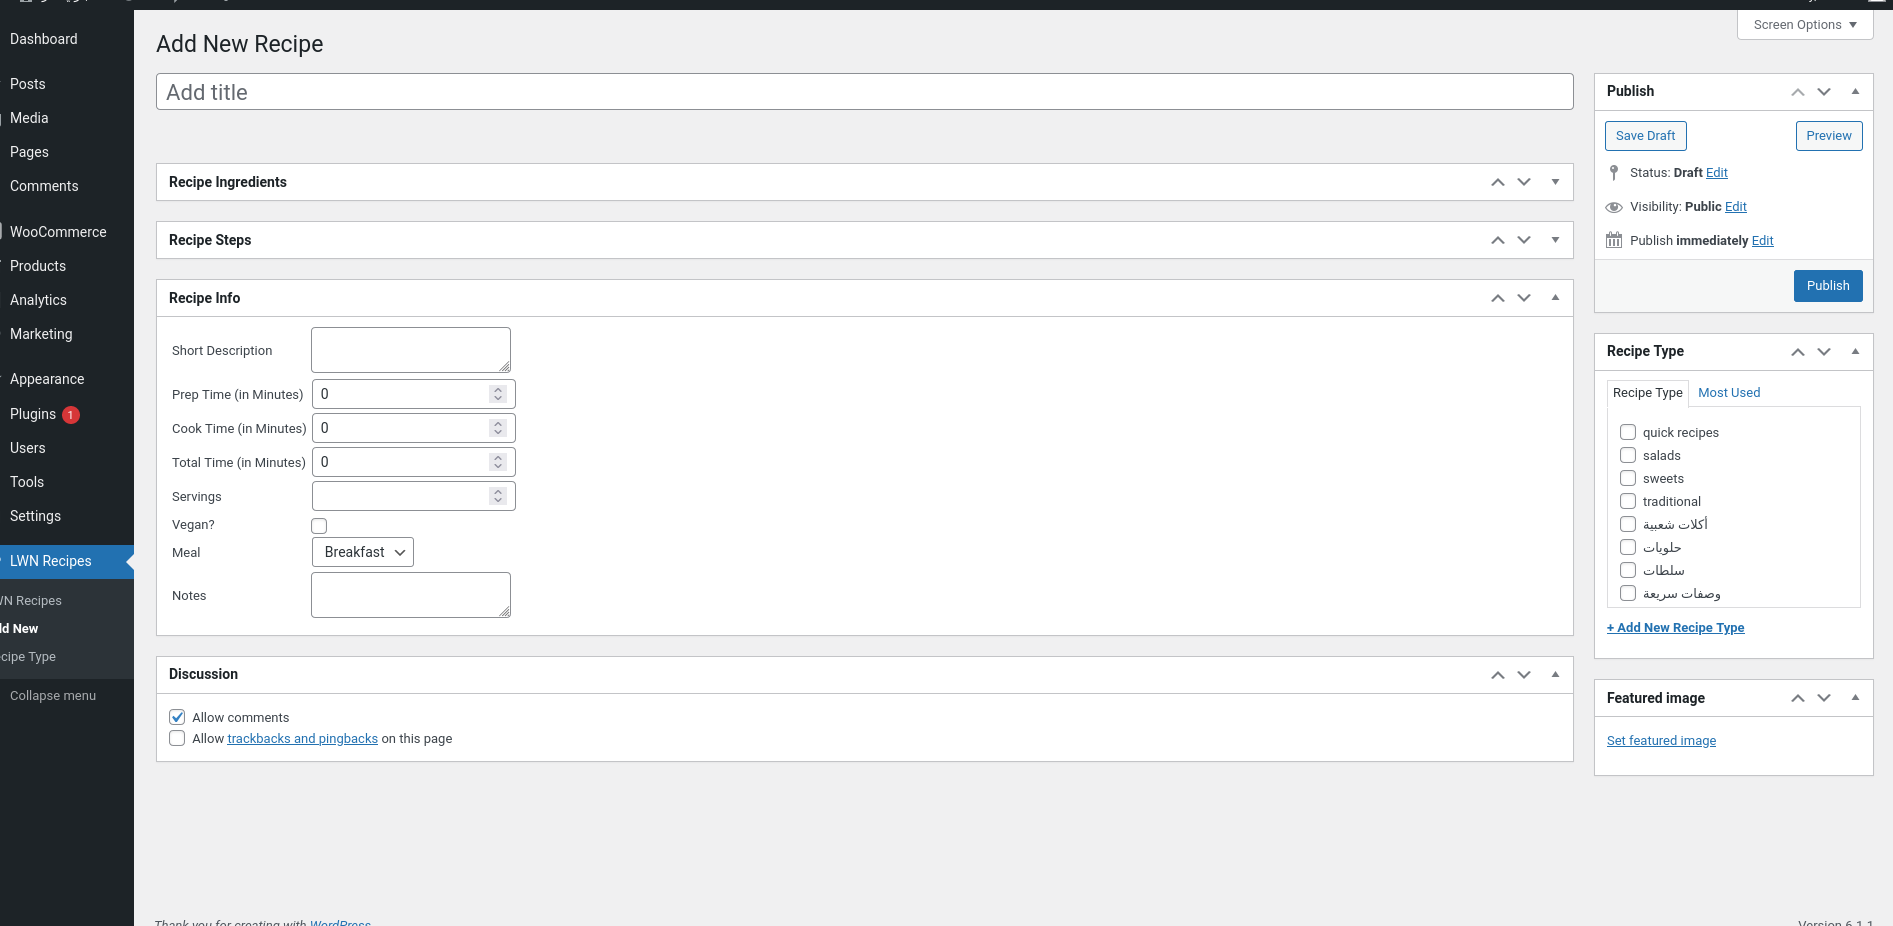 Screen Options
Dashboard
Posts
Media
Pages
Comments
WooCommerce
Products
Analytics
Marketing
Appearance
Plugins 1
Users
Tools
Settings
LWN Recipes
Recipes
New
Type
Collapse menu
Add New Recipe
Add title
Recipe Ingredients
Recipe Steps
Recipe Info
Short Description
Prep Time (in Minutes) 0
Cook Time (in Minutes) 0
Total Time (in Minutes) 0
Servings
Vegan?
Meal Breakfast
Notes
Discussion
Allow comments
Allow trackbacks and pingbacks on this page
Publish
Save Draft Preview
Status: Draft Edit
Visibility: Public Edit
Publish immediately Edit
Publish
Recipe Type
Recipe Type Most Used
quick recipes
salads
sweets
traditional
أكلات شعبية
حلويات
سلطات
وصفات سريعة
+ Add New Recipe Type
Featured image
Set featured image
Thank you for creating with WordPress
Version 6.1.1